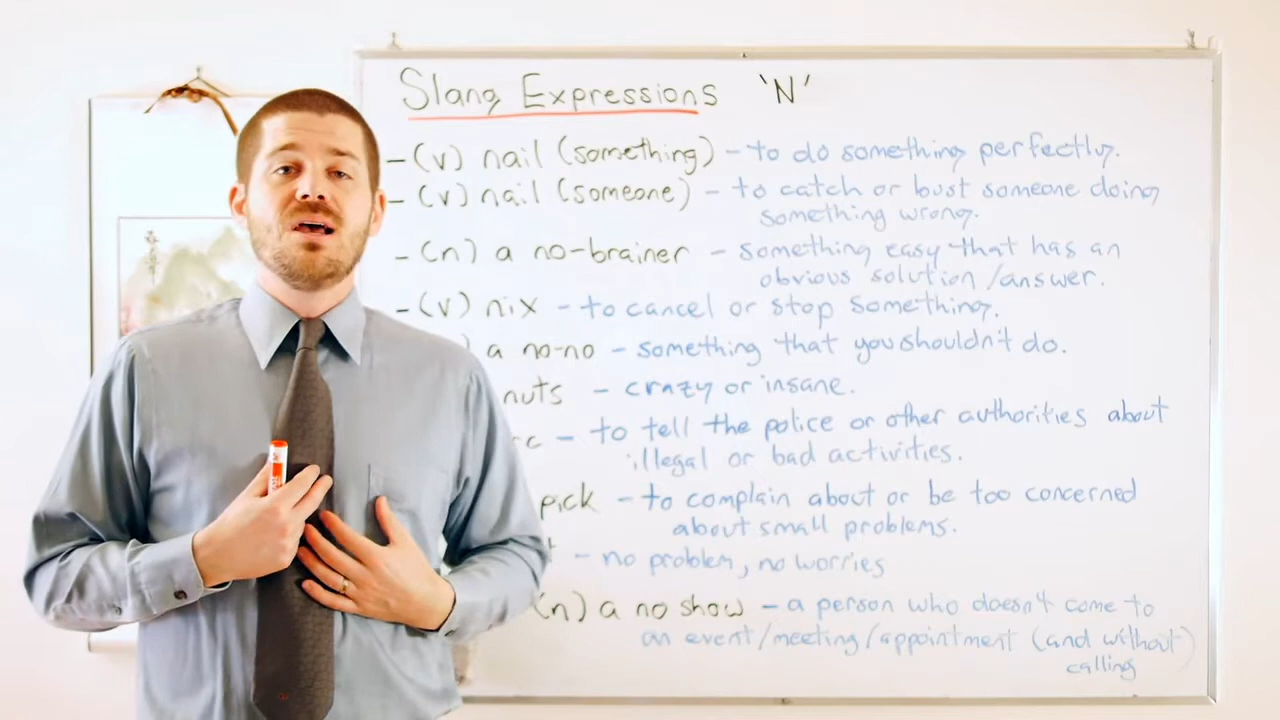 Slang Expressions 'N'
- (v) nail (something) - to do something perfectly.
- (v) nail (someone) - to catch or bust someone doing
something wrong.
- (n) a no-brainer - something easy that has an
obvious solution/answer.
- (v) nix - to cancel or stop something.
) a no-no - something that you shouldn't do.
nuts - crazy or insane.
rc - to tell the police or other authorities about
illegal or bad activities.
pick - to complain about or be too concerned
about small problems.
- no problem, no worries
(n) a no show - a person who doesn't come to
an event/meeting/appointment (and without)
calling